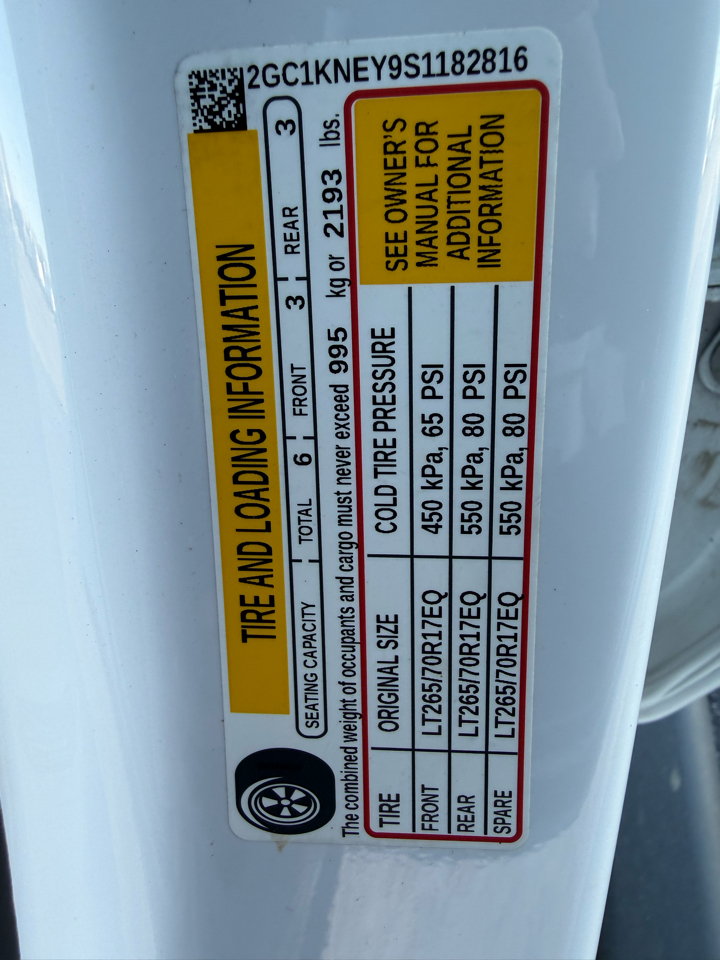 2GC1KNEY9S1182816
TIRE AND LOADING INFORMATION
SEATING CAPACITY TOTAL 6 FRONT 3 REAR 3
The combined weight of occupants and cargo must never exceed 995 kg or 2193 lbs.
TIRE ORIGINAL SIZE COLD TIRE PRESSURE
FRONT LT265/70R17EQ 450 kPa, 65 PSI
REAR LT265/70R17EQ 550 kPa, 80 PSI
SPARE LT265/70R17EQ 550 kPa, 80 PSI
SEE OWNER'S
MANUAL FOR
ADDITIONAL
INFORMATION